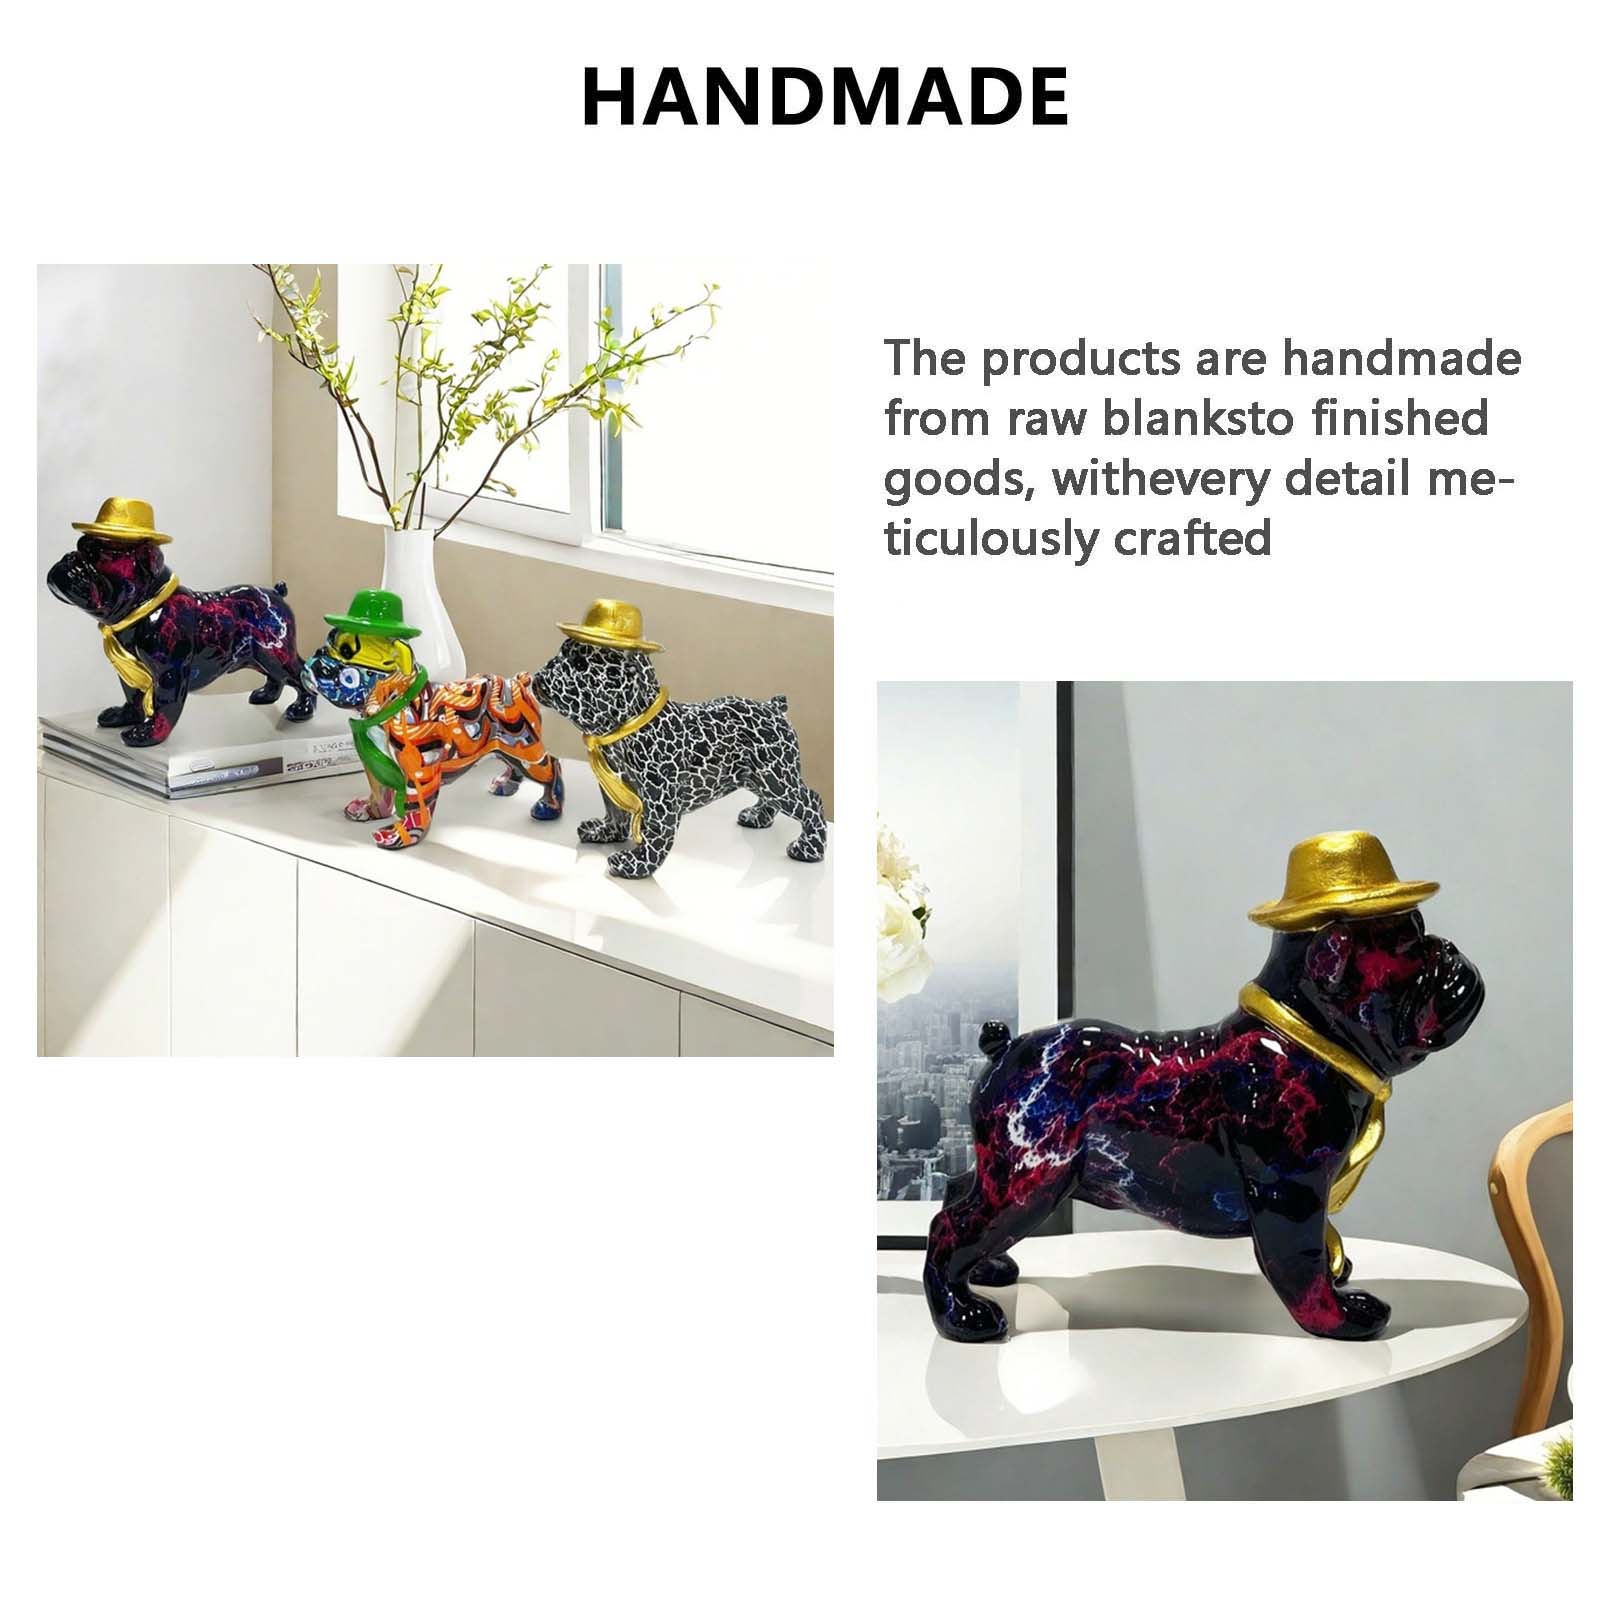 HANDMADE
The products are handmade
from raw blanksto finished
goods, withevery detail me-
ticulously crafted